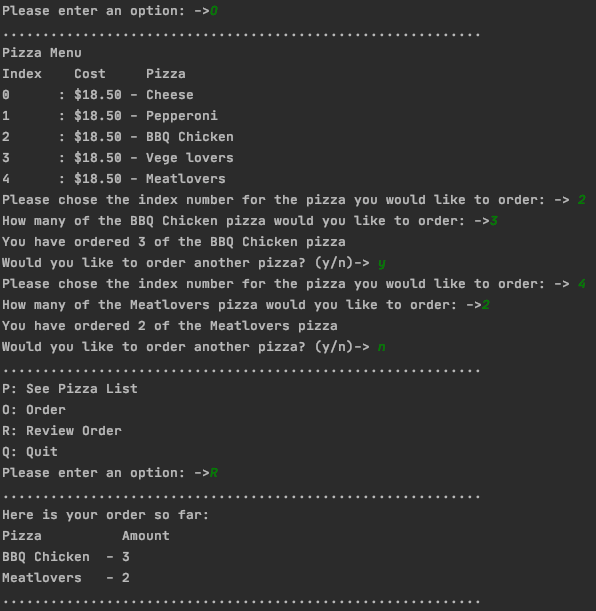 Please enter an option: ->O
............................................................
Pizza Menu
Index    Cost     Pizza
0      : $18.50 - Cheese
1      : $18.50 - Pepperoni
2      : $18.50 - BBQ Chicken
3      : $18.50 - Vege lovers
4      : $18.50 - Meatlovers
Please chose the index number for the pizza you would like to order: -> 2
How many of the BBQ Chicken pizza would you like to order: ->3
You have ordered 3 of the BBQ Chicken pizza
Would you like to order another pizza? (y/n)-> y
Please chose the index number for the pizza you would like to order: -> 4
How many of the Meatlovers pizza would you like to order: ->2
You have ordered 2 of the Meatlovers pizza
Would you like to order another pizza? (y/n)-> n
............................................................
P: See Pizza List
O: Order
R: Review Order
Q: Quit
Please enter an option: ->R
............................................................
Here is your order so far:
Pizza          Amount
BBQ Chicken  - 3
Meatlovers   - 2
............................................................